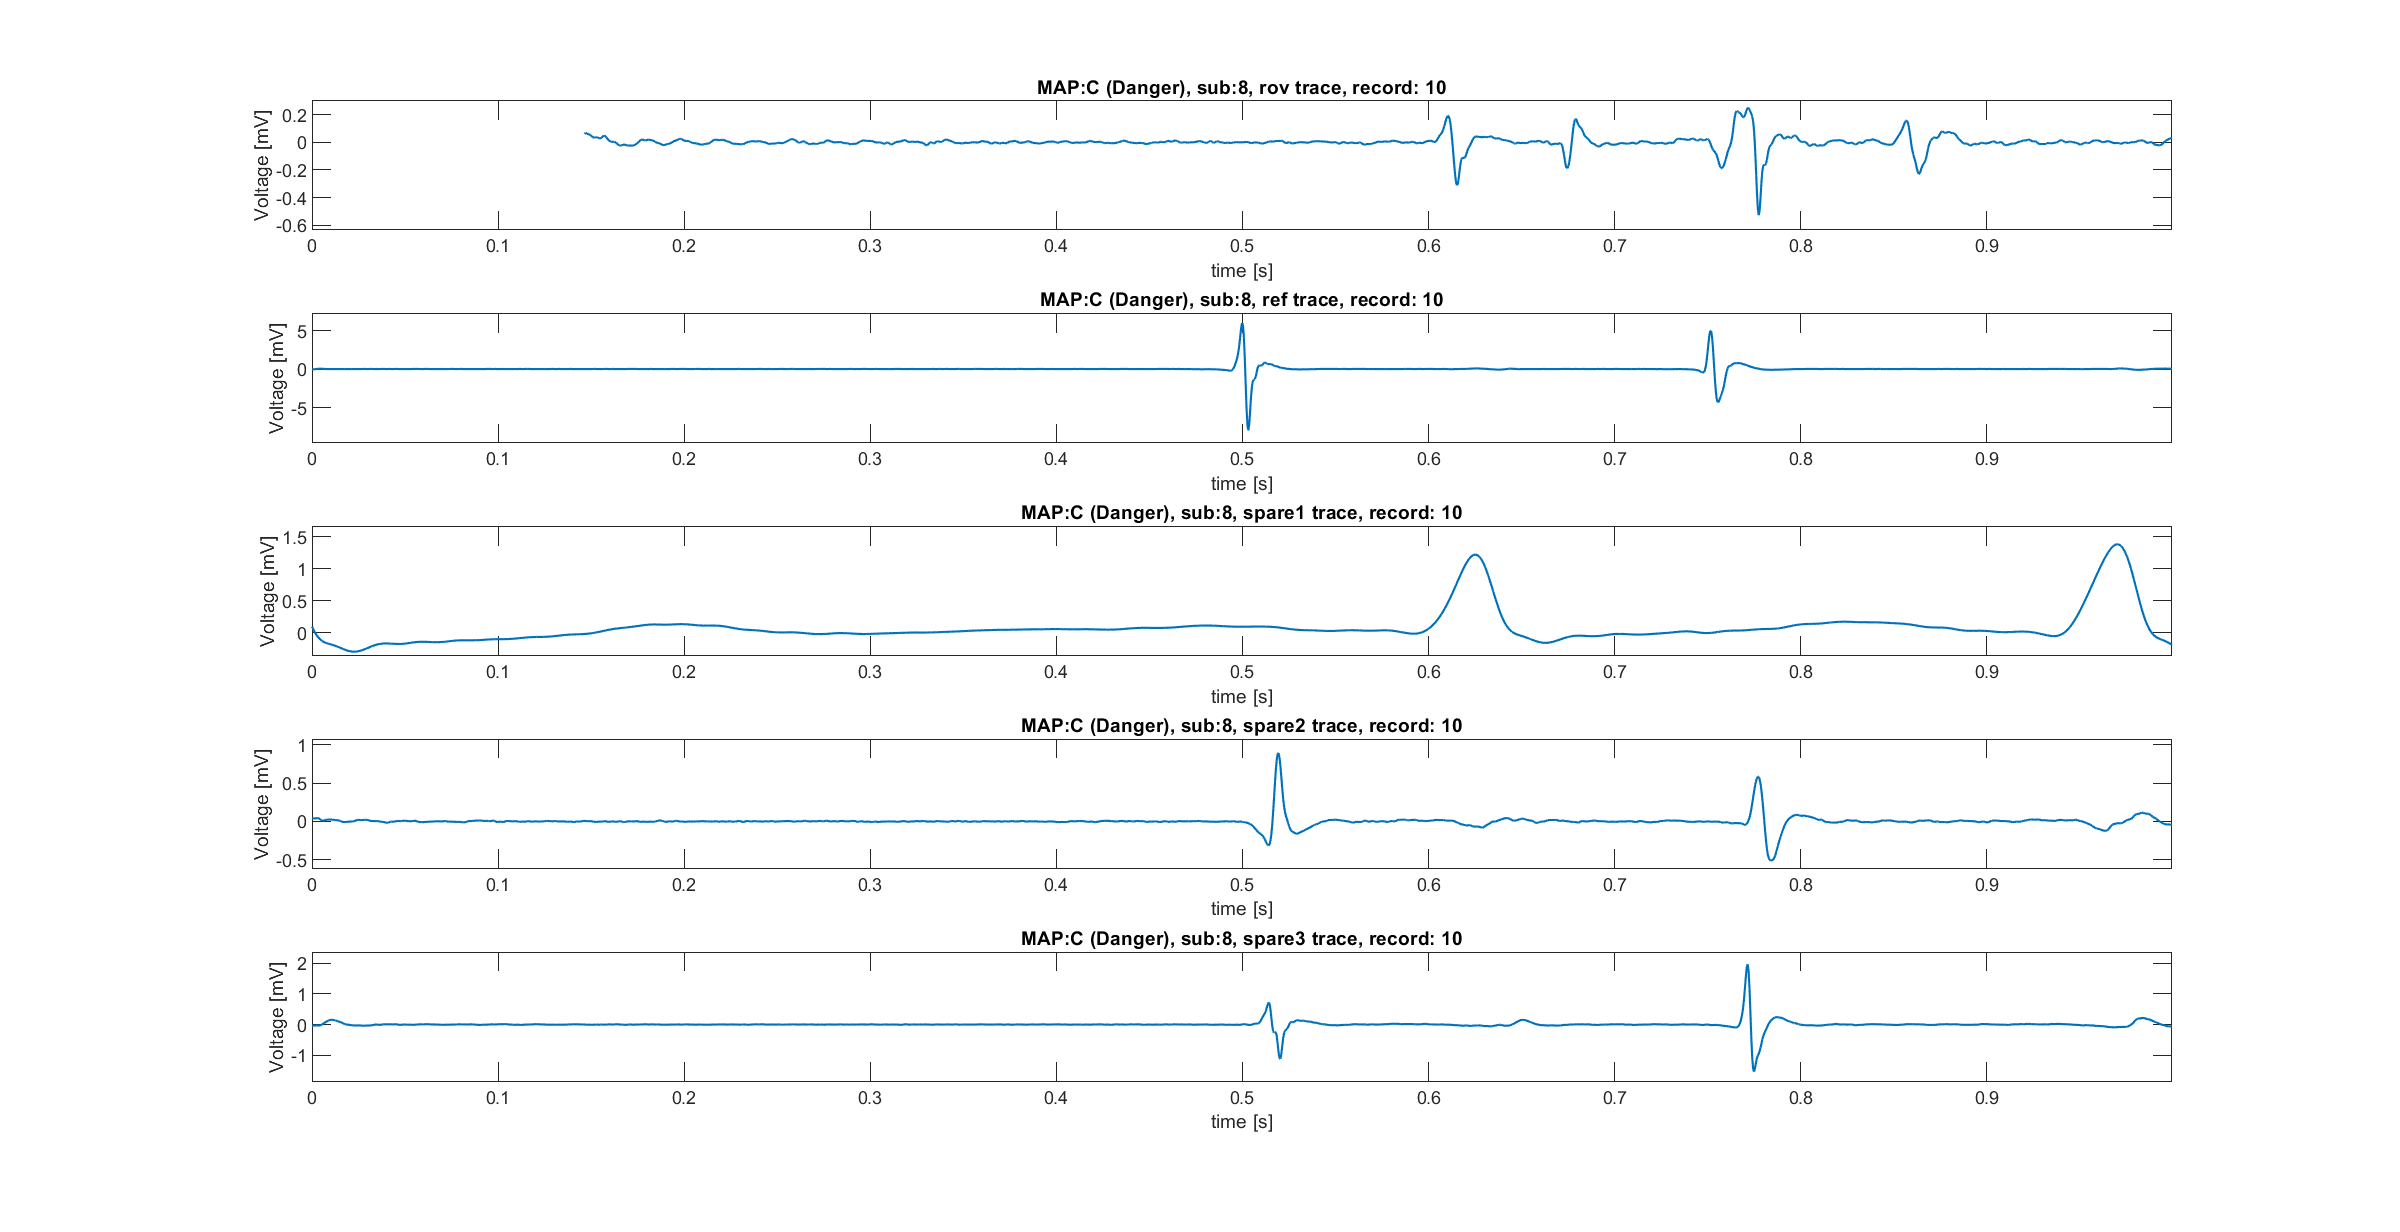 MAP:C (Danger), sub:8, rov trace, record: 10
Voltage [mV]
0.2
0
-0.2
-0.4
-0.6
0 0.1 0.2 0.3 0.4 0.5 0.6 0.7 0.8 0.9
time [s]
MAP:C (Danger), sub:8, ref trace, record: 10
Voltage [mV]
5
0
-5
0 0.1 0.2 0.3 0.4 0.5 0.6 0.7 0.8 0.9
time [s]
MAP:C (Danger), sub:8, spare1 trace, record: 10
Voltage [mV]
1.5
1
0.5
0
0 0.1 0.2 0.3 0.4 0.5 0.6 0.7 0.8 0.9
time [s]
MAP:C (Danger), sub:8, spare2 trace, record: 10
Voltage [mV]
1
0.5
0
-0.5
0 0.1 0.2 0.3 0.4 0.5 0.6 0.7 0.8 0.9
time [s]
MAP:C (Danger), sub:8, spare3 trace, record: 10
Voltage [mV]
2
1
0
-1
0 0.1 0.2 0.3 0.4 0.5 0.6 0.7 0.8 0.9
time [s]